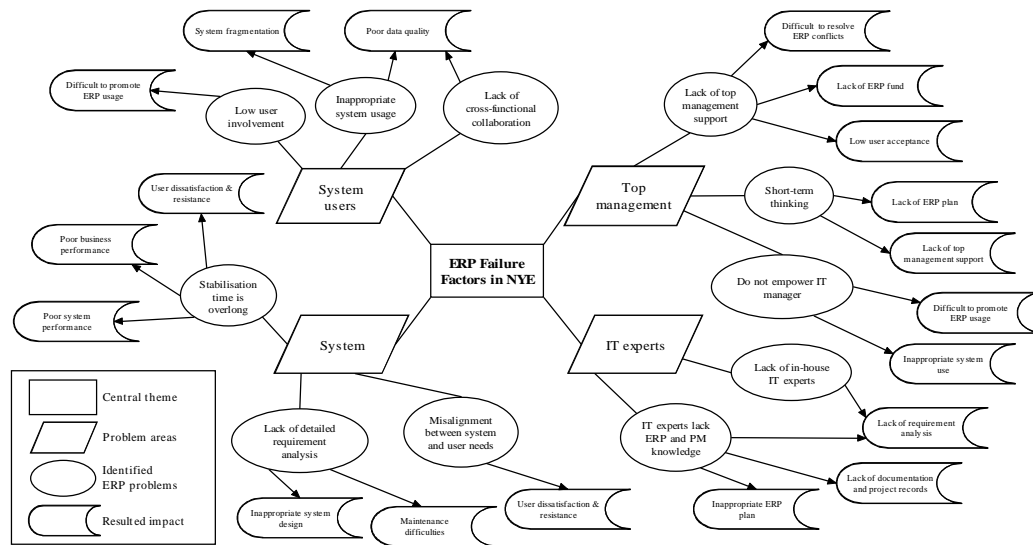 System fragmentation
Poor data quality
Difficult to resolve
ERP conflicts
Difficult to promote
ERP usage
Low user
involvement
Inappropriate
system usage
Lack of
cross-functional
collaboration
Lack of top
management
support
Lack of ERP fund
Low user acceptance
User dissatisfaction &
resistance
System
users
Top
management
Short-term
thinking
Lack of ERP plan
Poor business
performance
Lack of top
management support
Stabilisation
time is
overlong
ERP Failure
Factors in NYE
Do not empower IT
manager
Poor system
performance
Difficult to promote
ERP usage
System
IT experts
Inappropriate system
use
Lack of in-house
IT experts
Central theme
Problem areas
Identified
ERP problems
Resulted impact
Lack of detailed
requirement
analysis
Misalignment
between system
and user needs
IT experts lack
ERP and PM
knowledge
Lack of requirement
analysis
Lack of documentation
and project records
Inappropriate system
design
Maintenance
difficulties
User dissatisfaction &
resistance
Inappropriate ERP
plan